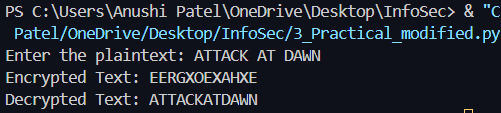 PS C:\Users\Anushi Patel\OneDrive\Desktop\InfoSec> & "C
Patel/OneDrive/Desktop/InfoSec/3_Practical_modified.py
Enter the plaintext: ATTACK AT DAWN
Encrypted Text: EERGXOEXAHXE
Decrypted Text: ATTACKATDAWN